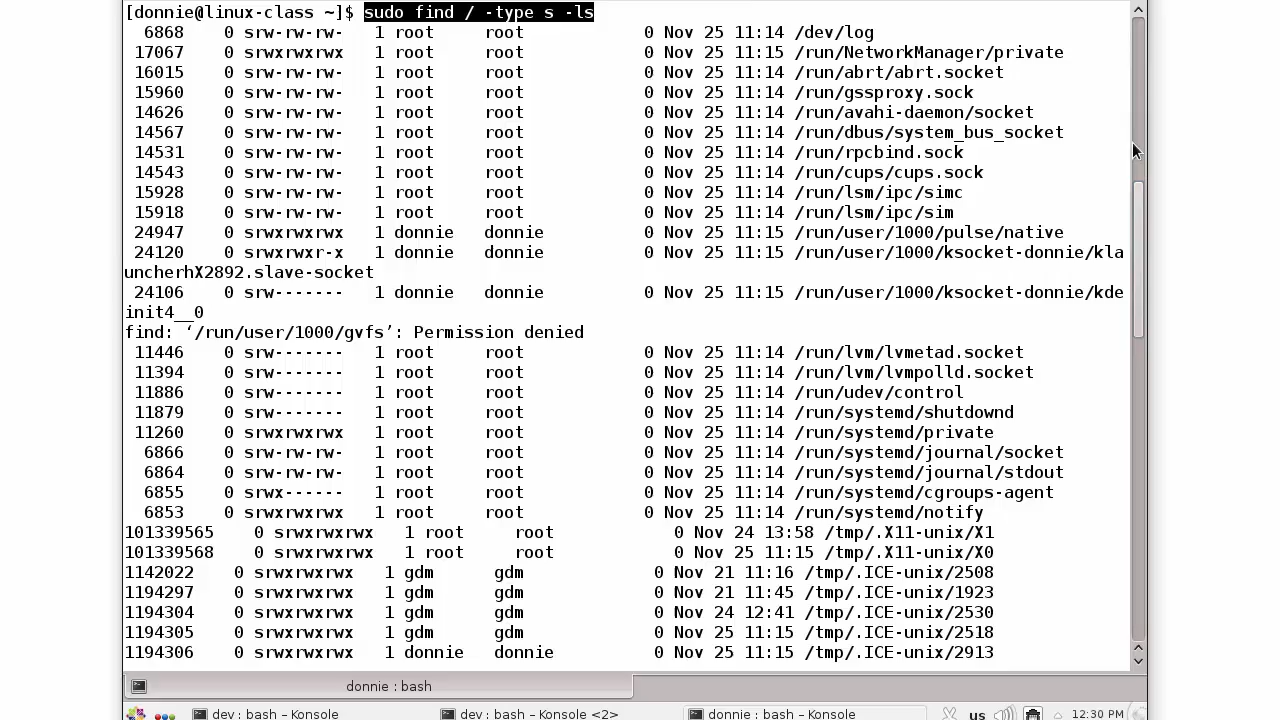 [donnie@linux-class ~]$ sudo find / -type s -ls
6868 0 srw-rw-rw- 1 root root 0 Nov 25 11:14 /dev/log
17067 0 srwxrwxrwx 1 root root 0 Nov 25 11:15 /run/NetworkManager/private
16015 0 srw-rw-rw- 1 root root 0 Nov 25 11:15 /run/abrt/abrt.socket
15960 0 srw-rw-rw- 1 root root 0 Nov 25 11:15 /run/gssproxy.sock
14626 0 srw-rw-rw- 1 root root 0 Nov 25 11:14 /run/avahi-daemon/socket
14567 0 srw-rw-rw- 1 root root 0 Nov 25 11:14 /run/dbus/system_bus_socket
14531 0 srw-rw-rw- 1 root root 0 Nov 25 11:14 /run/rpcbind.sock
14543 0 srw-rw-rw- 1 root root 0 Nov 25 11:14 /run/cups/cups.sock
15928 0 srw-rw-rw- 1 root root 0 Nov 25 11:15 /run/lsm/ipc/simc
15918 0 srw-rw-rw- 1 root root 0 Nov 25 11:15 /run/lsm/ipc/sim
24947 0 srwxrwxrwx 1 donnie donnie 0 Nov 25 11:15 /run/user/1000/pulse/native
24120 0 srwxrwxr-x 1 donnie donnie 0 Nov 25 11:15 /run/user/1000/ksocket-donnie/kla
uncherhX2892.slave-socket
24106 0 srw------- 1 donnie donnie 0 Nov 25 11:15 /run/user/1000/ksocket-donnie/kde
init4__0
find: ‘/run/user/1000/gvfs’: Permission denied
11446 0 srw------- 1 root root 0 Nov 25 11:14 /run/lvm/lvmetad.socket
11394 0 srw------- 1 root root 0 Nov 25 11:14 /run/lvm/lvmpolld.socket
11886 0 srw------- 1 root root 0 Nov 25 11:14 /run/udev/control
11879 0 srw------- 1 root root 0 Nov 25 11:14 /run/systemd/shutdownd
11260 0 srwxrwxrwx 1 root root 0 Nov 25 11:14 /run/systemd/private
6866 0 srw-rw-rw- 1 root root 0 Nov 25 11:14 /run/systemd/journal/socket
6864 0 srw-rw-rw- 1 root root 0 Nov 25 11:14 /run/systemd/journal/stdout
6855 0 srwx------ 1 root root 0 Nov 25 11:14 /run/systemd/cgroups-agent
6853 0 srwxrwxrwx 1 root root 0 Nov 25 11:14 /run/systemd/notify
101339565 0 srwxrwxrwx 1 root root 0 Nov 24 13:58 /tmp/.X11-unix/X1
101339568 0 srwxrwxrwx 1 root root 0 Nov 25 11:15 /tmp/.X11-unix/X0
1142022 0 srwxrwxrwx 1 gdm gdm 0 Nov 21 11:16 /tmp/.ICE-unix/2508
1194297 0 srwxrwxrwx 1 gdm gdm 0 Nov 21 11:45 /tmp/.ICE-unix/1923
1194304 0 srwxrwxrwx 1 gdm gdm 0 Nov 24 12:41 /tmp/.ICE-unix/2530
1194305 0 srwxrwxrwx 1 gdm gdm 0 Nov 25 11:15 /tmp/.ICE-unix/2518
1194306 0 srwxrwxrwx 1 donnie donnie 0 Nov 25 11:15 /tmp/.ICE-unix/2913
donnie : bash
dev : bash – Konsole dev : bash – Konsole <2> donnie : bash – Konsole us 12:30 PM